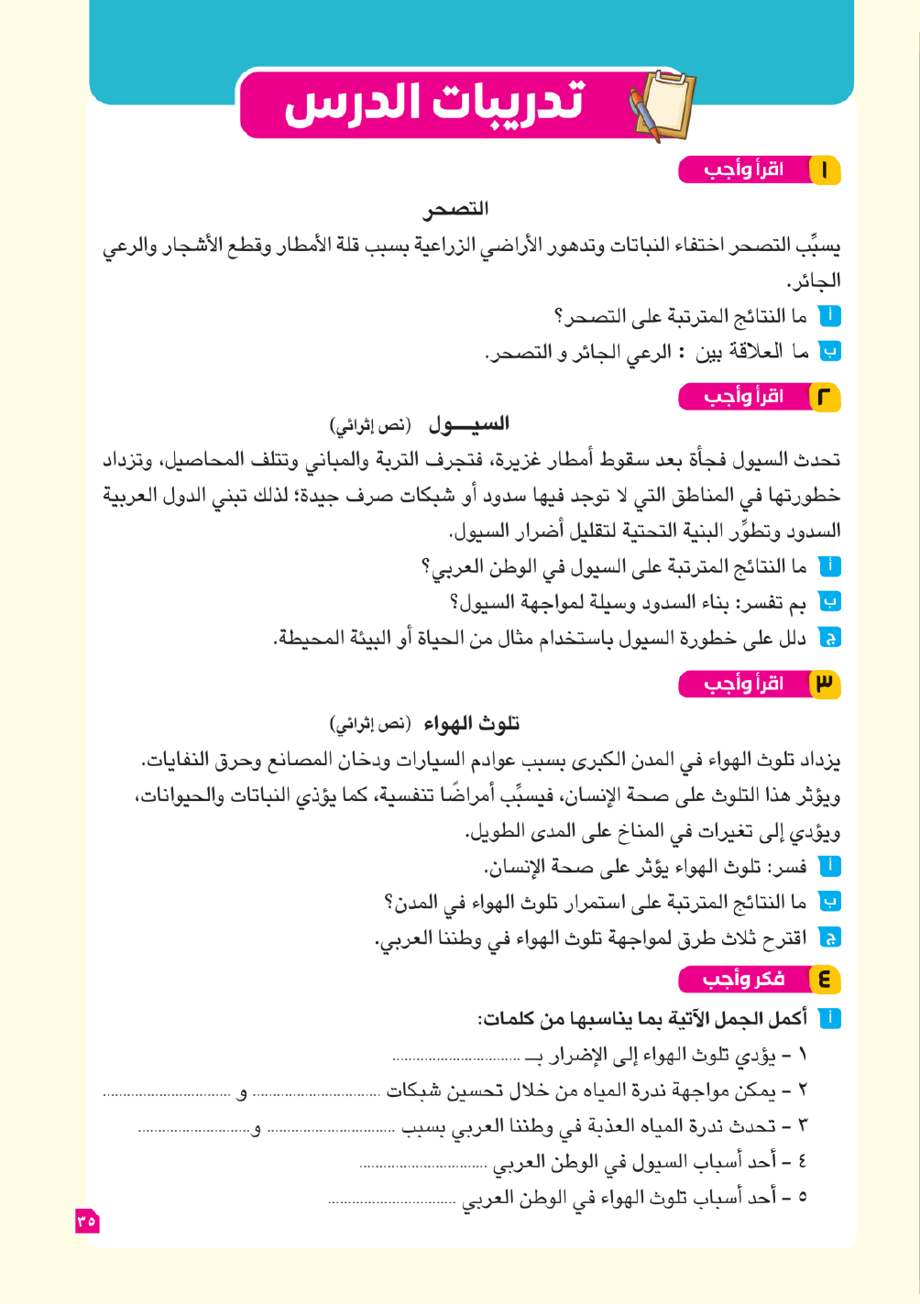 تدريبات الدرس
١ اقرأ وأجب
التصحر
يسبِّب التصحر اختفاء النباتات وتدهور الأراضي الزراعية بسبب قلة الأمطار وقطع الأشجار والرعي
الجائر.
أ ما النتائج المترتبة على التصحر؟
ب ما العلاقة بين : الرعي الجائر و التصحر.
٢ اقرأ وأجب
السيـــول (نص إثرائي)
تحدث السيول فجأة بعد سقوط أمطار غزيرة، فتجرف التربة والمباني وتتلف المحاصيل، وتزداد
خطورتها في المناطق التي لا توجد فيها سدود أو شبكات صرف جيدة؛ لذلك تبني الدول العربية
السدود وتطوِّر البنية التحتية لتقليل أضرار السيول.
أ ما النتائج المترتبة على السيول في الوطن العربي؟
ب بم تفسر: بناء السدود وسيلة لمواجهة السيول؟
ج دلل على خطورة السيول باستخدام مثال من الحياة أو البيئة المحيطة.
٣ اقرأ وأجب
تلوث الهواء (نص إثرائي)
يزداد تلوث الهواء في المدن الكبرى بسبب عوادم السيارات ودخان المصانع وحرق النفايات.
ويؤثر هذا التلوث على صحة الإنسان، فيسبِّب أمراضًا تنفسية، كما يؤذي النباتات والحيوانات،
ويؤدي إلى تغيرات في المناخ على المدى الطويل.
أ فسر: تلوث الهواء يؤثر على صحة الإنسان.
ب ما النتائج المترتبة على استمرار تلوث الهواء في المدن؟
ج اقترح ثلاث طرق لمواجهة تلوث الهواء في وطننا العربي.
٤ فكر وأجب
أ أكمل الجمل الآتية بما يناسبها من كلمات:
١ - يؤدي تلوث الهواء إلى الإضرار بـــ ................................
٢ - يمكن مواجهة ندرة المياه من خلال تحسين شبكات ................................ و ................................
٣ - تحدث ندرة المياه العذبة في وطننا العربي بسبب ................................ و............................
٤ - أحد أسباب السيول في الوطن العربي ................................
٥ - أحد أسباب تلوث الهواء في الوطن العربي ................................
٣٥